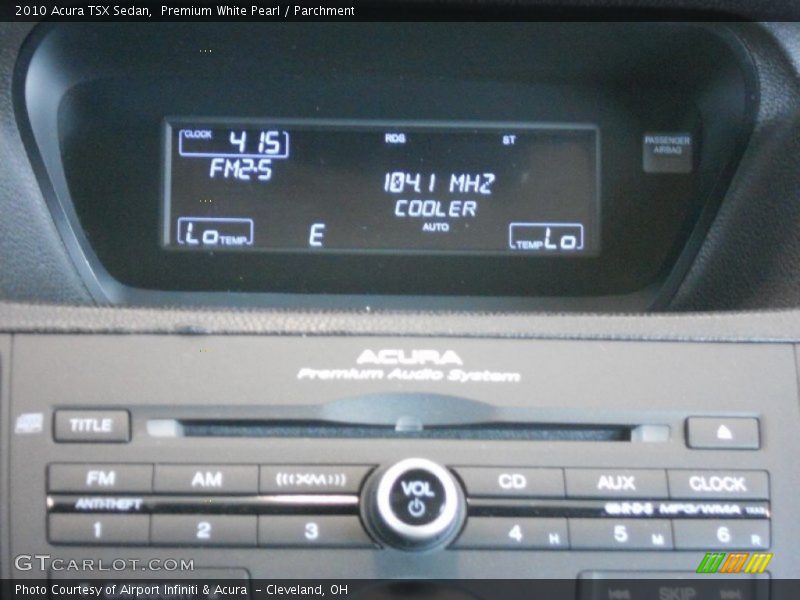 2010 Acura TSX Sedan, Premium White Pearl / Parchment
CLOCK 4 15 RDS ST
PASSENGER AIRBAG
FM2-5
104.1 MHZ
COOLER
AUTO
Lo TEMP E TEMP Lo
ACURA
Premium Audio System
TITLE
FM AM XM VOL CD AUX CLOCK
ANTI-THEFT MP3/WMA
1 2 3 4 H 5 M 6 R
GTCARLOT.COM
SKIP
Photo Courtesy of Airport Infiniti & Acura - Cleveland, OH